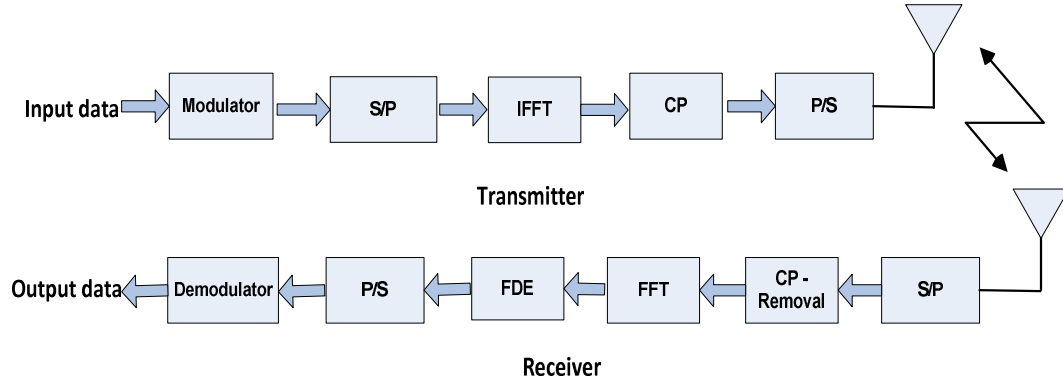 Input data
Modulator
S/P
IFFT
CP
P/S
Transmitter
Output data
Demodulator
P/S
FDE
FFT
CP -
Removal
S/P
Receiver